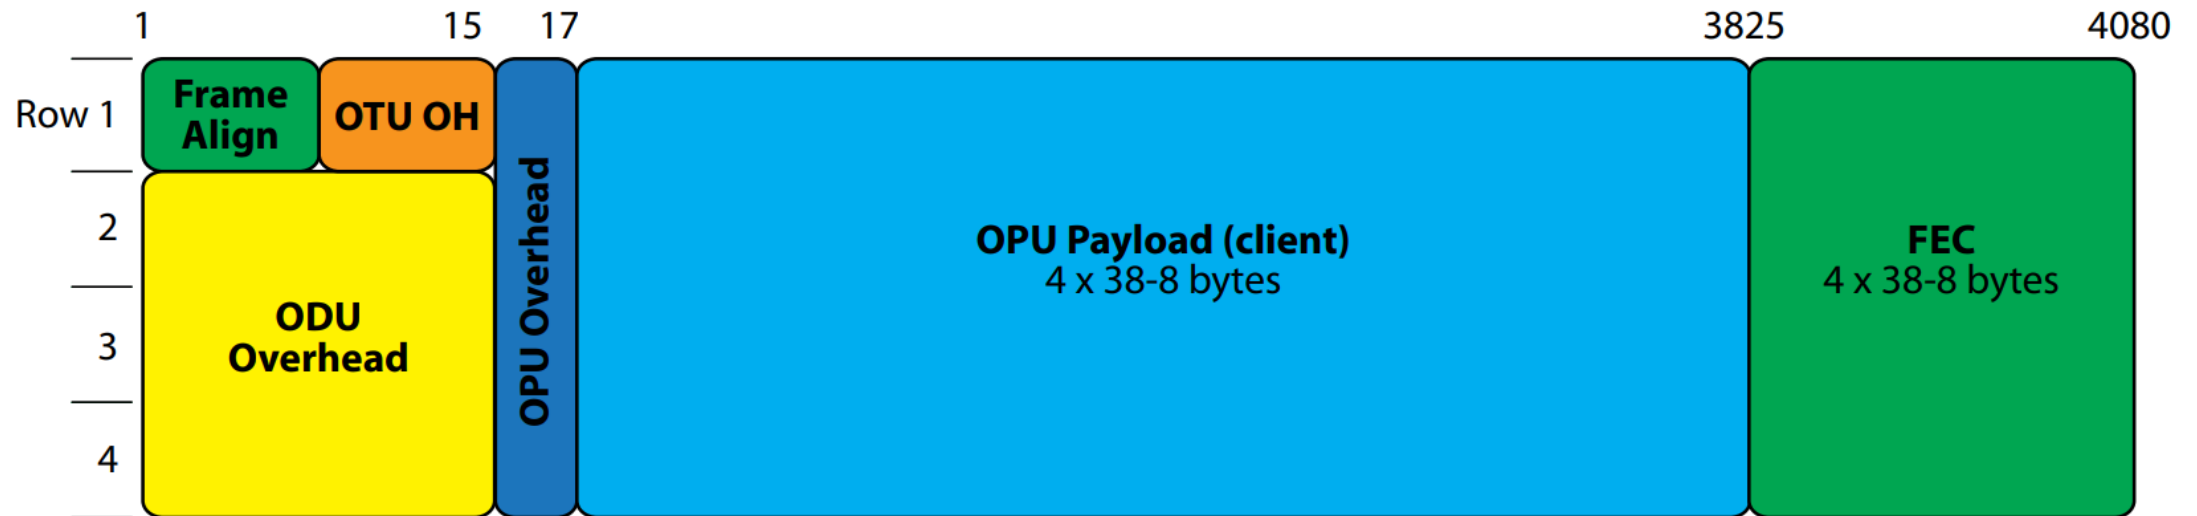 1 15 17 3825 4080
Row 1
Frame
Align
OTU OH
2
3
4
ODU
Overhead
OPU Overhead
OPU Payload (client)
4 x 38-8 bytes
FEC
4 x 38-8 bytes